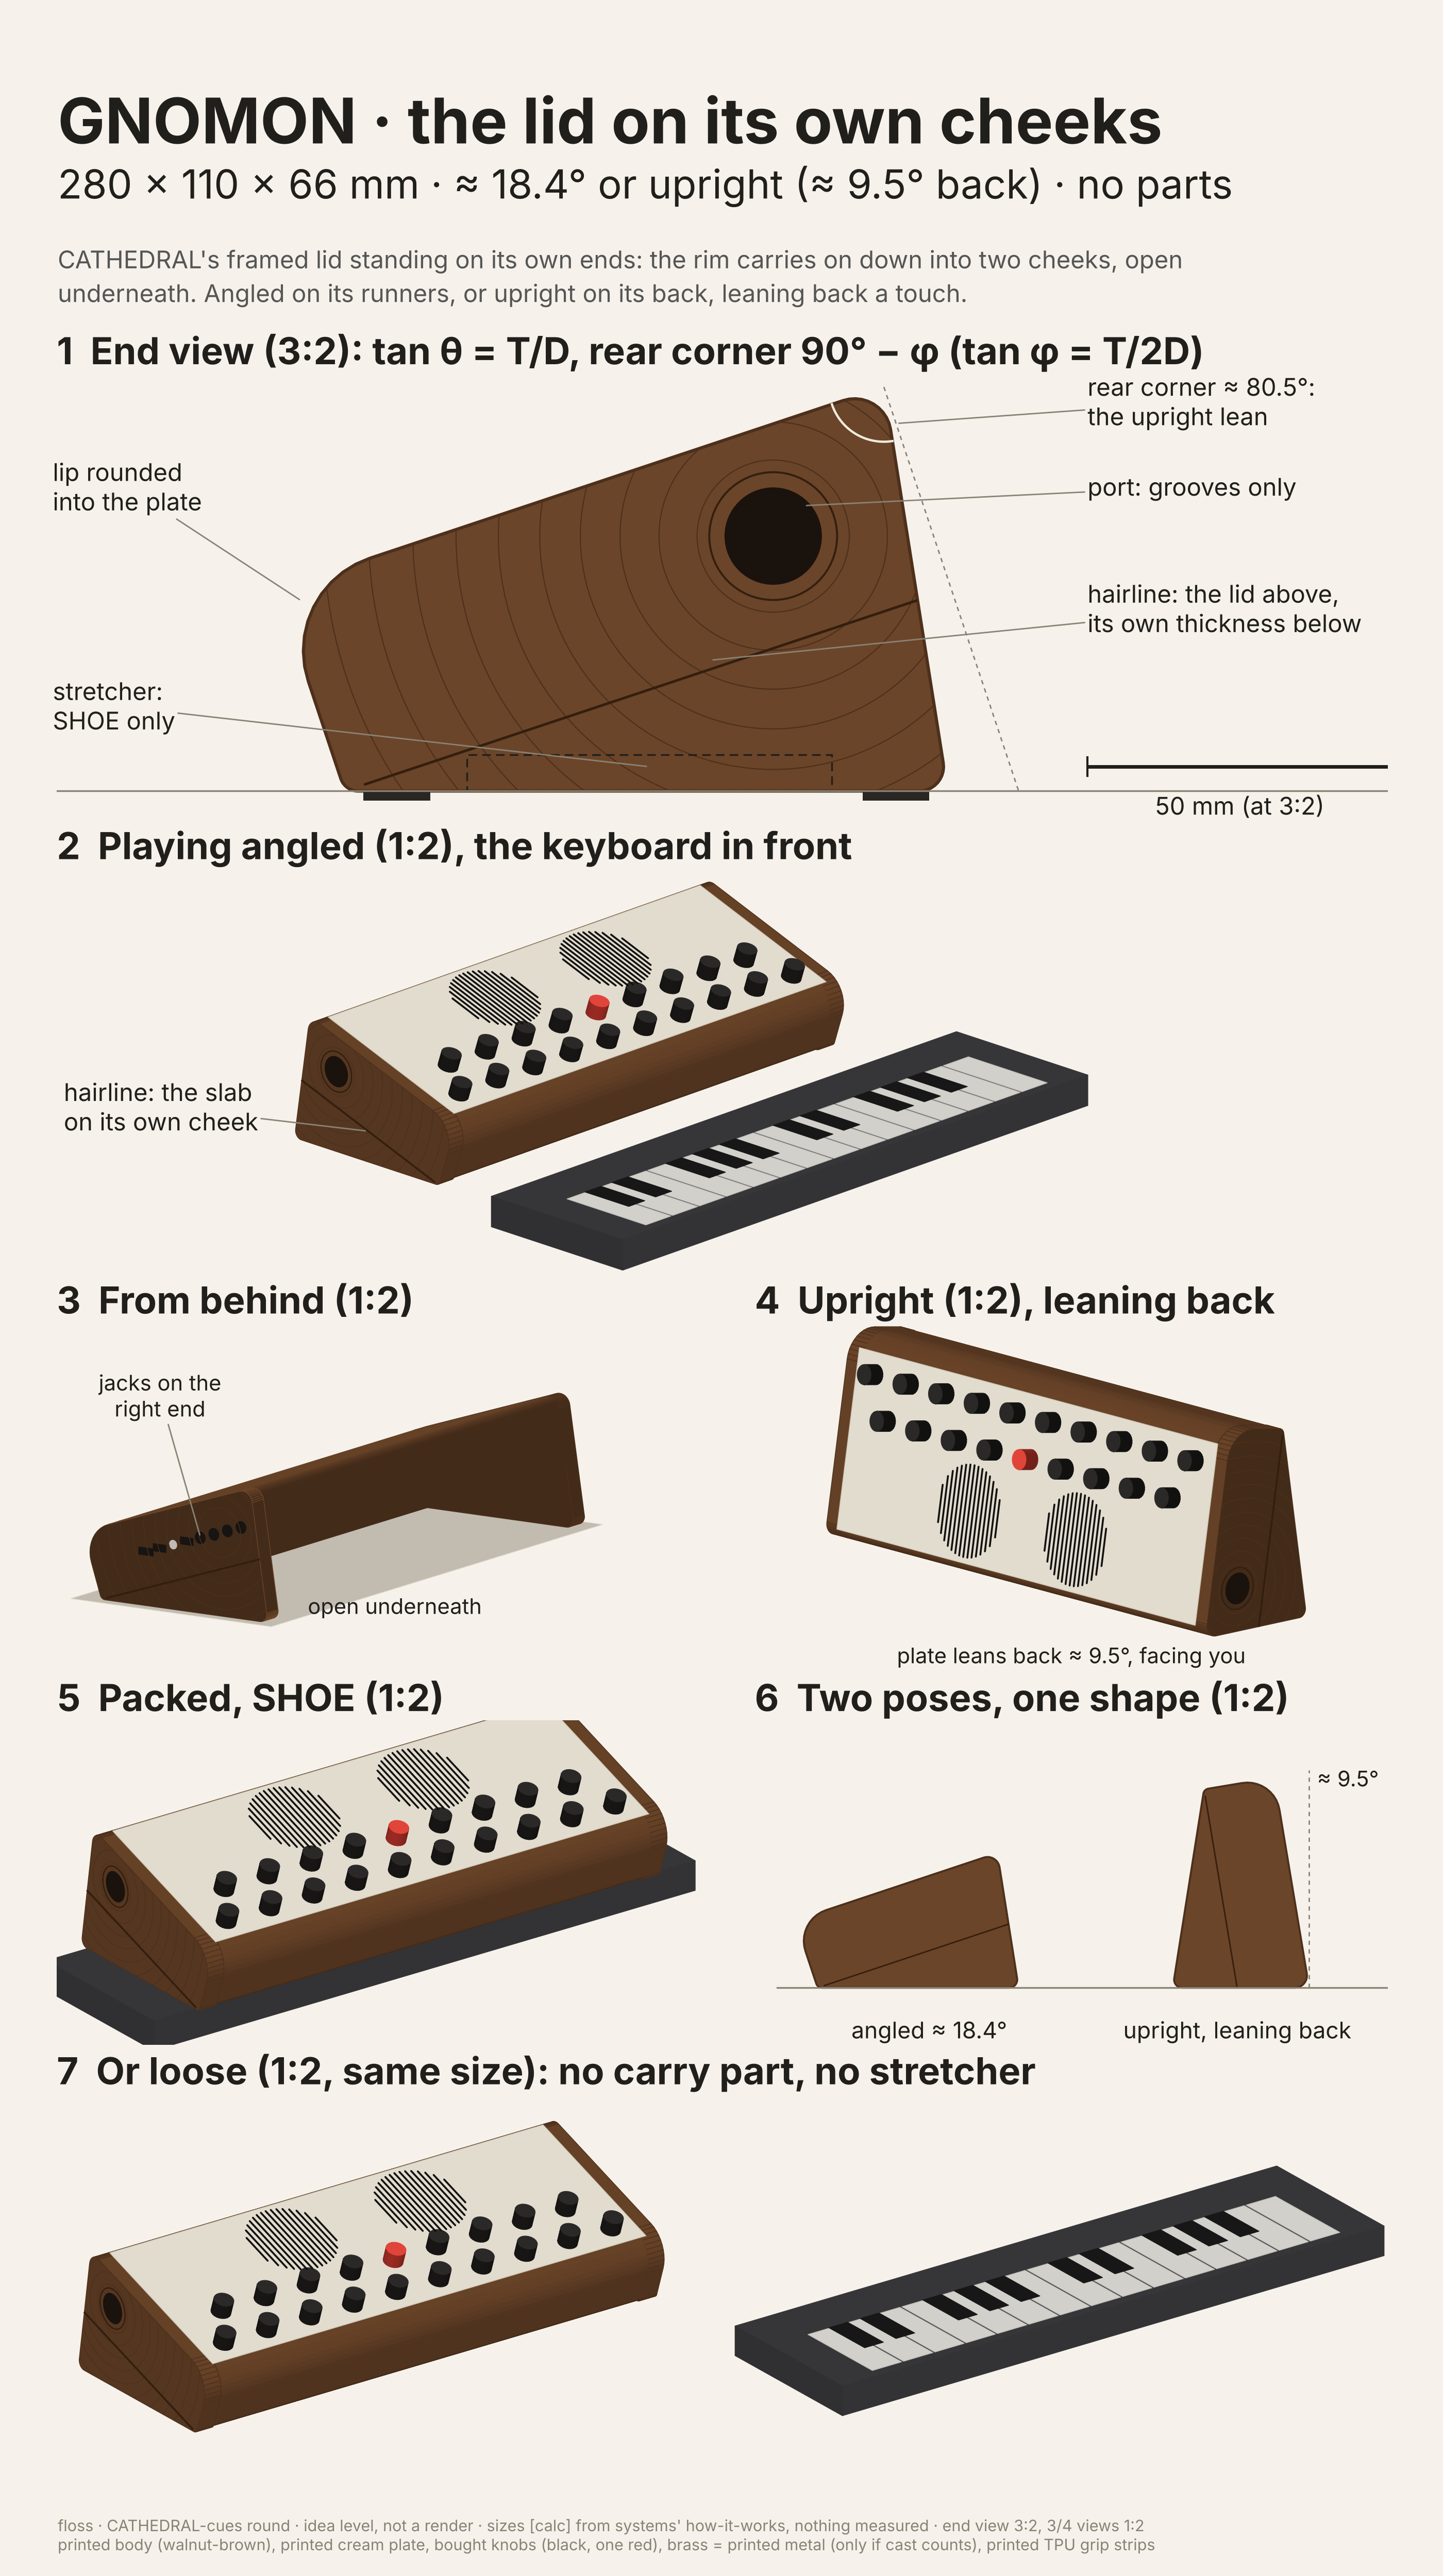 GNOMON · the lid on its own cheeks
280 × 110 × 66 mm · ≈ 18.4° or upright (≈ 9.5° back) · no parts
CATHEDRAL's framed lid standing on its own ends: the rim carries on down into two cheeks, open
underneath. Angled on its runners, or upright on its back, leaning back a touch.
1 End view (3:2): tan θ = T/D, rear corner 90° − φ (tan φ = T/2D)
rear corner ≈ 80.5°:
the upright lean
lip rounded
into the plate
port: grooves only
hairline: the lid above,
its own thickness below
stretcher:
SHOE only
50 mm (at 3:2)
2 Playing angled (1:2), the keyboard in front
hairline: the slab
on its own cheek
3 From behind (1:2)
jacks on the
right end
open underneath
4 Upright (1:2), leaning back
plate leans back ≈ 9.5°, facing you
5 Packed, SHOE (1:2)
6 Two poses, one shape (1:2)
≈ 9.5°
angled ≈ 18.4°
upright, leaning back
7 Or loose (1:2, same size): no carry part, no stretcher
floss · CATHEDRAL-cues round · idea level, not a render · sizes [calc] from systems' how-it-works, nothing measured · end view 3:2, 3/4 views 1:2
printed body (walnut-brown), printed cream plate, bought knobs (black, one red), brass = printed metal (only if cast counts), printed TPU grip strips